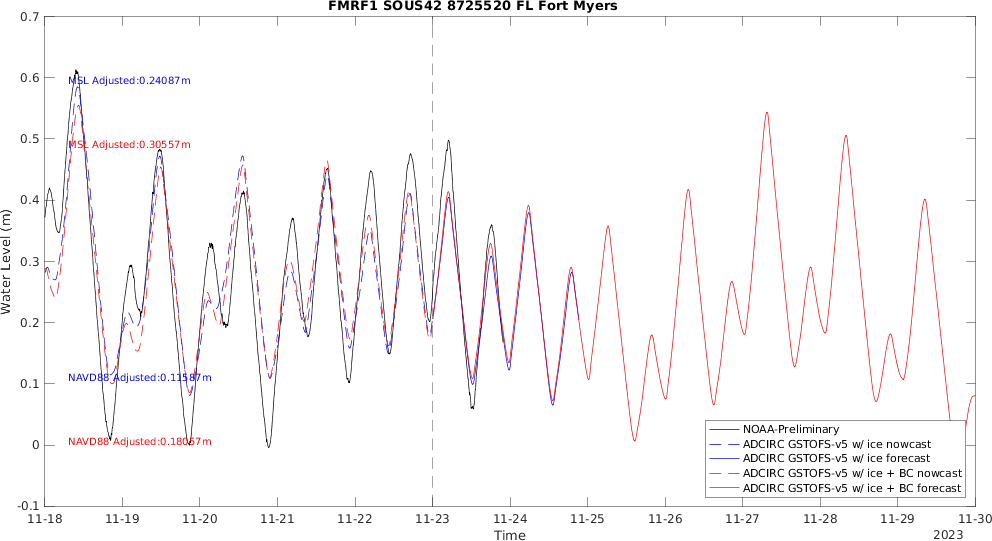 FMRF1 SOUS42 8725520 FL Fort Myers
0.7
0.6
0.5
0.4
0.3
0.2
0.1
0
-0.1
Water Level (m)
MSL Adjusted:0.24087m
MSL Adjusted:0.30557m
NAVD88 Adjusted:0.11587m
NAVD88 Adjusted:0.18057m
NOAA-Preliminary
ADCIRC GSTOFS-v5 w/ ice nowcast
ADCIRC GSTOFS-v5 w/ ice forecast
ADCIRC GSTOFS-v5 w/ ice + BC nowcast
ADCIRC GSTOFS-v5 w/ ice + BC forecast
11-18 11-19 11-20 11-21 11-22 11-23 11-24 11-25 11-26 11-27 11-28 11-29 11-30
Time
2023